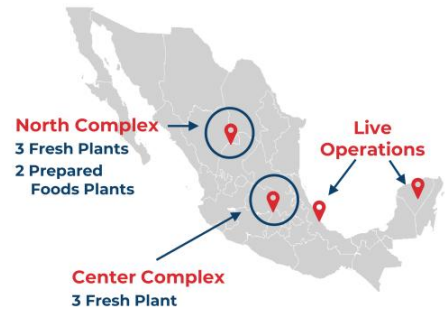 North Complex
3 Fresh Plants
2 Prepared
Foods Plants
Live
Operations
Center Complex
3 Fresh Plant